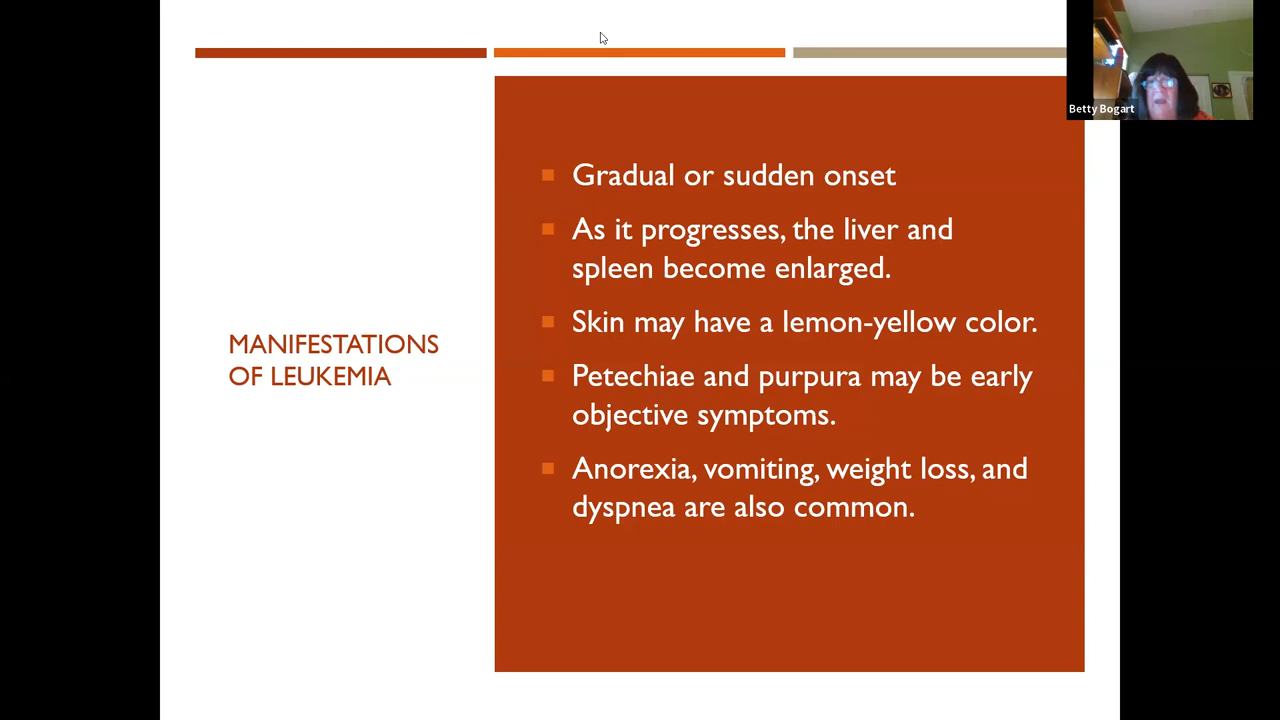 Betty Bogart
MANIFESTATIONS
OF LEUKEMIA
Gradual or sudden onset
As it progresses, the liver and
spleen become enlarged.
Skin may have a lemon-yellow color.
Petechiae and purpura may be early
objective symptoms.
Anorexia, vomiting, weight loss, and
dyspnea are also common.